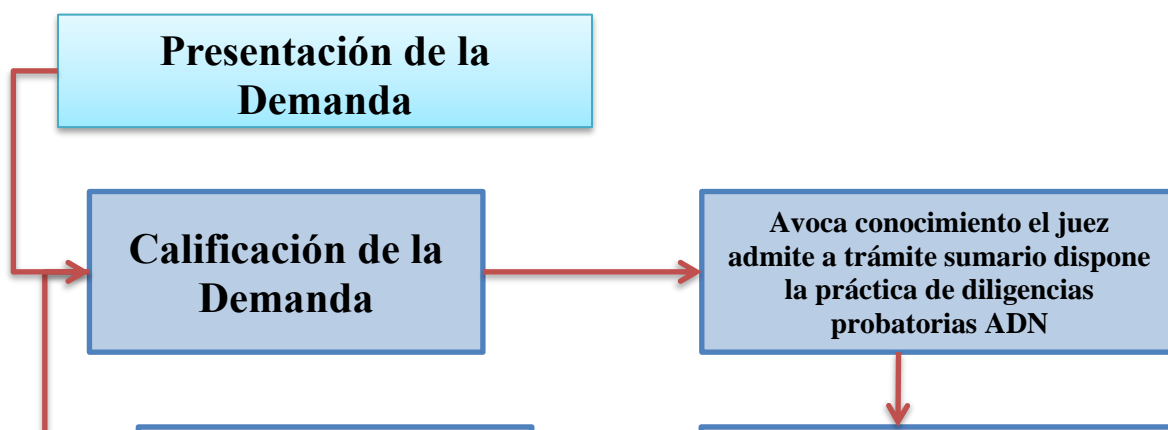 Presentación de la
Demanda
Calificación de la
Demanda
Avoca conocimiento el juez
admite a trámite sumario dispone
la práctica de diligencias
probatorias ADN